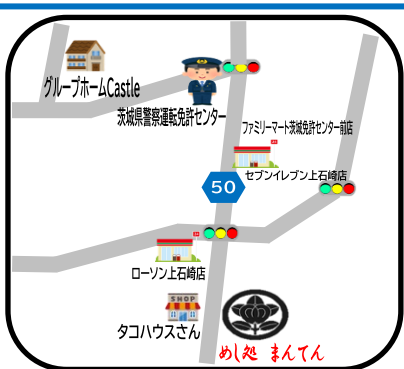 グループホームCastle
茨城県警察運転免許センター
ファミリーマート茨城免許センター前店
セブンイレブン上石崎店
50
ローソン上石崎店
SHOP
タコハウスさん
めし処 まんてん